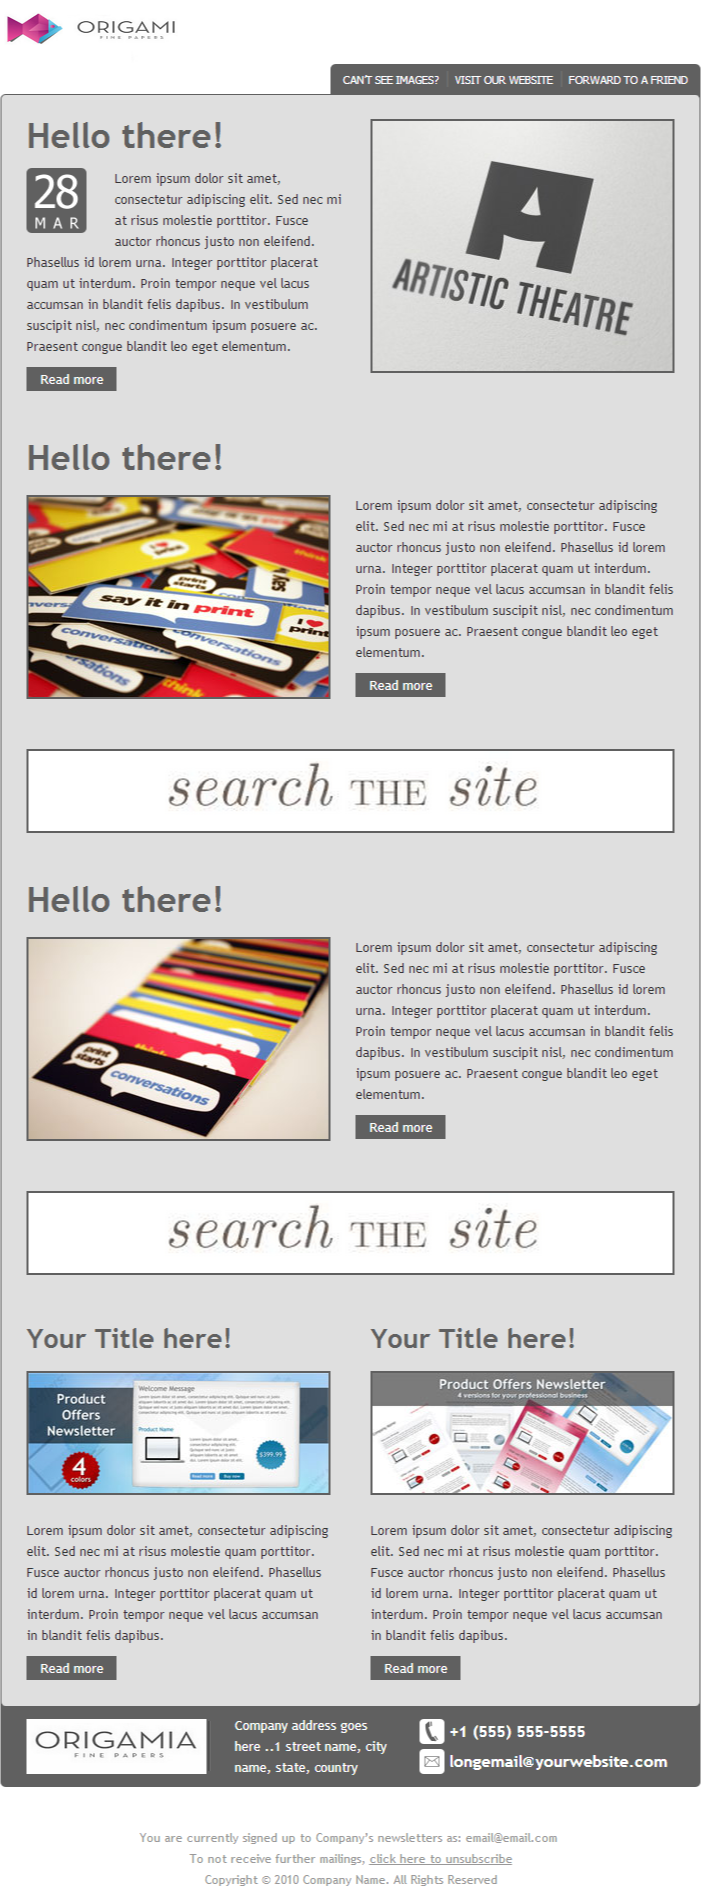 ORIGAMI
FINE PAPERS
CAN'T SEE IMAGES? VISIT OUR WEBSITE FORWARD TO A FRIEND
Hello there!
28
MAR
Lorem ipsum dolor sit amet,
consectetur adipiscing elit. Sed nec mi
at risus molestie porttitor. Fusce
auctor rhoncus justo non eleifend.
Phasellus id lorem urna. Integer porttitor placerat
quam ut interdum. Proin tempor neque vel lacus
accumsan in blandit felis dapibus. In vestibulum
suscipit nisl, nec condimentum ipsum posuere ac.
Praesent congue blandit leo eget elementum.
Read more
A
ARTISTIC THEATRE
Hello there!
I ♥ print
print starts
say it in print
I ♥ print
conversations
conversations
think
Lorem ipsum dolor sit amet, consectetur adipiscing
elit. Sed nec mi at risus molestie porttitor. Fusce
auctor rhoncus justo non eleifend. Phasellus id lorem
urna. Integer porttitor placerat quam ut interdum.
Proin tempor neque vel lacus accumsan in blandit felis
dapibus. In vestibulum suscipit nisl, nec condimentum
ipsum posuere ac. Praesent congue blandit leo eget
elementum.
Read more
search THE site
Hello there!
print
starts
conversations
Lorem ipsum dolor sit amet, consectetur adipiscing
elit. Sed nec mi at risus molestie porttitor. Fusce
auctor rhoncus justo non eleifend. Phasellus id lorem
urna. Integer porttitor placerat quam ut interdum.
Proin tempor neque vel lacus accumsan in blandit felis
dapibus. In vestibulum suscipit nisl, nec condimentum
ipsum posuere ac. Praesent congue blandit leo eget
elementum.
Read more
search THE site
Your Title here!
Product
Offers
Newsletter
4
colors
Welcome Message
Product Name
$399.99
Read more Buy now
Lorem ipsum dolor sit amet, consectetur adipiscing
elit. Sed nec mi at risus molestie quam porttitor.
Fusce auctor rhoncus justo non eleifend. Phasellus
id lorem urna. Integer porttitor placerat quam ut
interdum. Proin tempor neque vel lacus accumsan
in blandit felis dapibus.
Read more
Your Title here!
Product Offers Newsletter
4 versions for your professional business
Lorem ipsum dolor sit amet, consectetur adipiscing
elit. Sed nec mi at risus molestie quam porttitor.
Fusce auctor rhoncus justo non eleifend. Phasellus
id lorem urna. Integer porttitor placerat quam ut
interdum. Proin tempor neque vel lacus accumsan
in blandit felis dapibus.
Read more
ORIGAMIA
FINE PAPERS
Company address goes
here ..1 street name, city
name, state, country
+1 (555) 555-5555
longemail@yourwebsite.com
You are currently signed up to Company's newsletters as: email@email.com
To not receive further mailings, click here to unsubscribe
Copyright © 2010 Company Name. All Rights Reserved